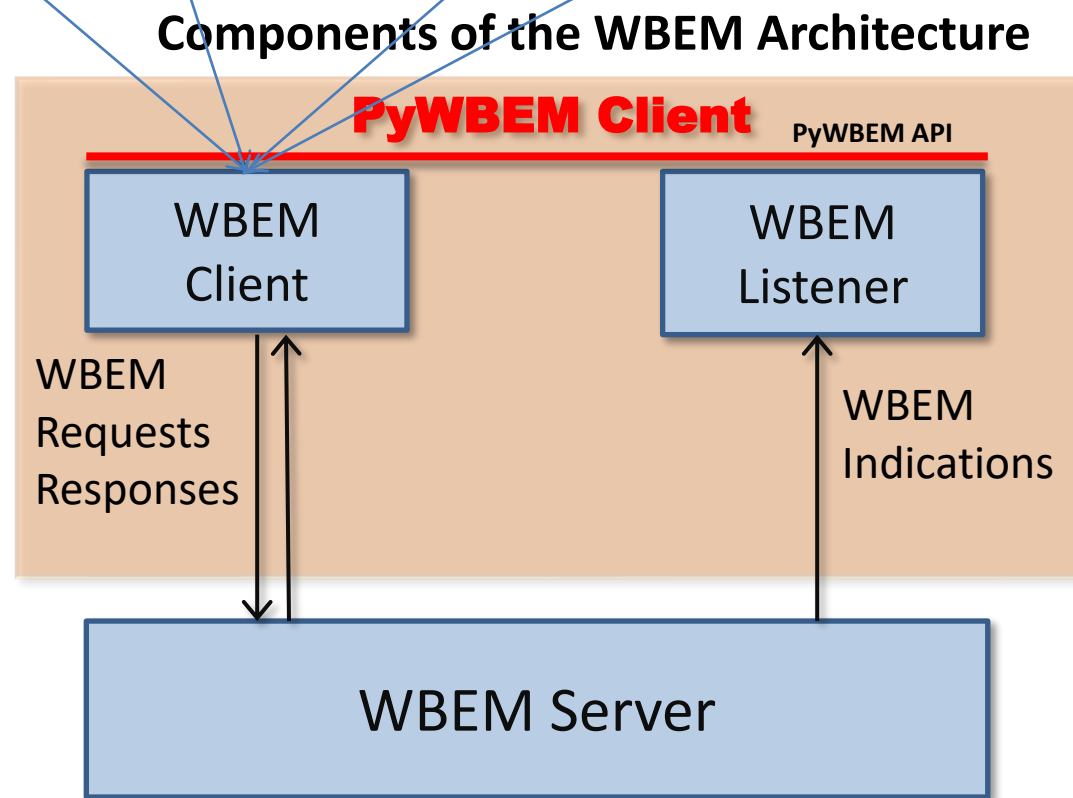 Components of the WBEM Architecture
PyWBEM Client
PyWBEM API
WBEM
Client
WBEM
Listener
WBEM
Requests
Responses
WBEM
Indications
WBEM Server